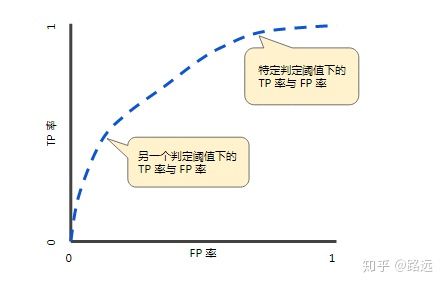 1
特定判定阈值下的
TP 率与 FP 率
TP 率
另一个判定阈值下的
TP 率与 FP 率
0
0
FP 率
1
知乎 @路远